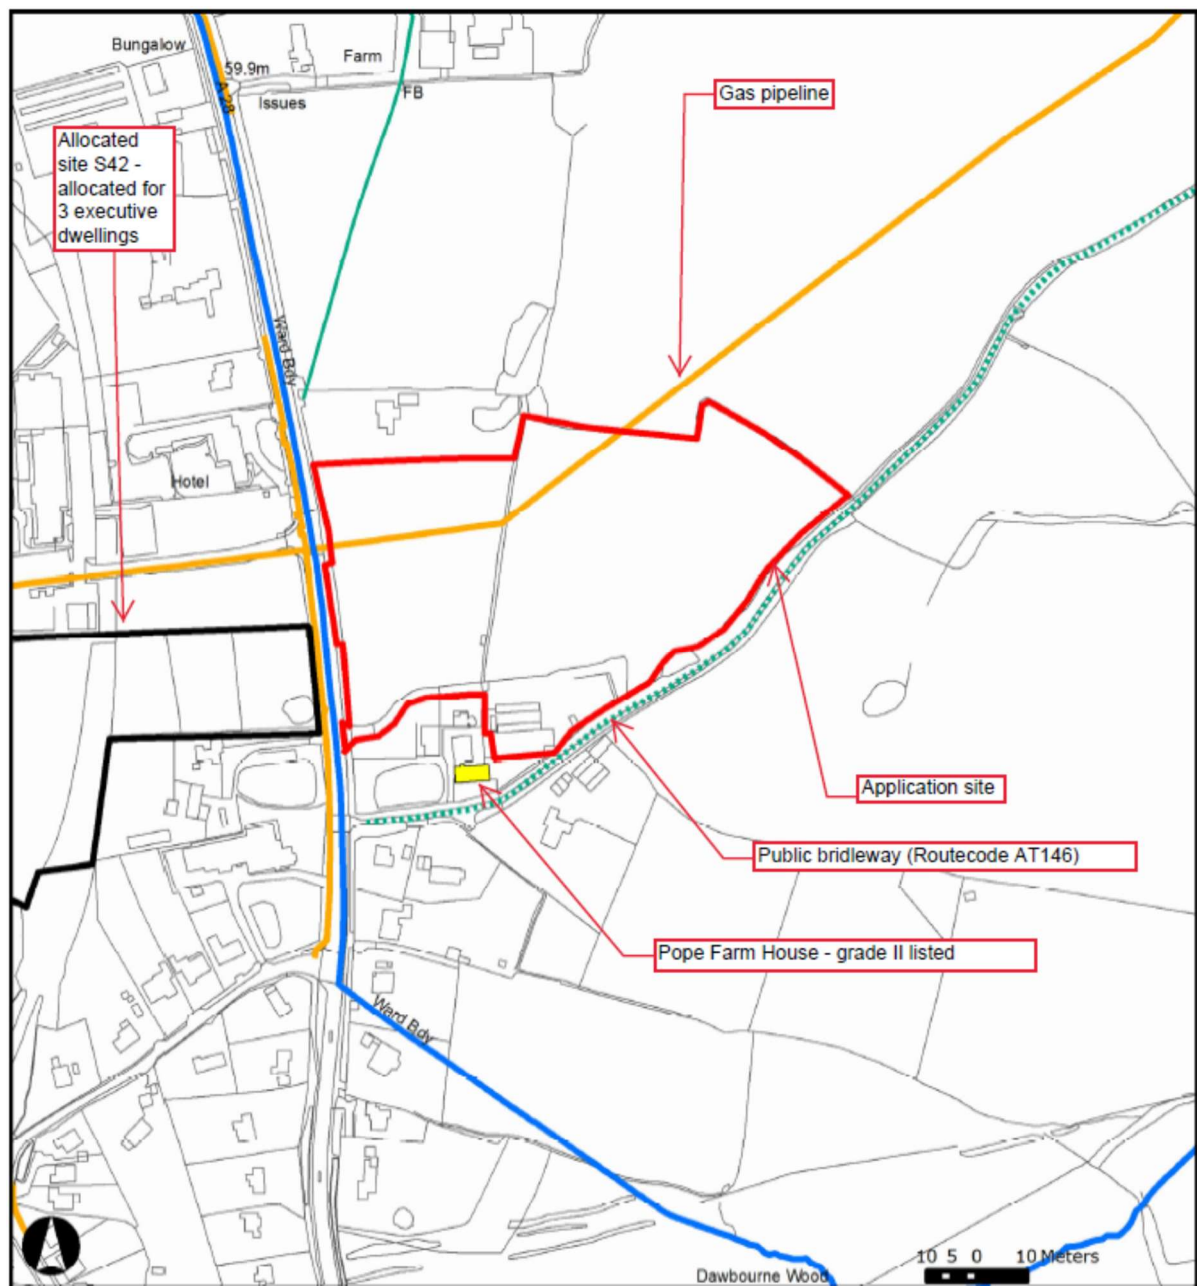 Bungalow
Farm
59.9m
Issues
FB
A 28
Gas pipeline
Allocated
site S42 -
allocated for
3 executive
dwellings
Ward Bdy
Hotel
Application site
Public bridleway (Routecode AT146)
Pope Farm House - grade II listed
Ward Bdy
10 5 0 10 Meters
Dawbourne Wood